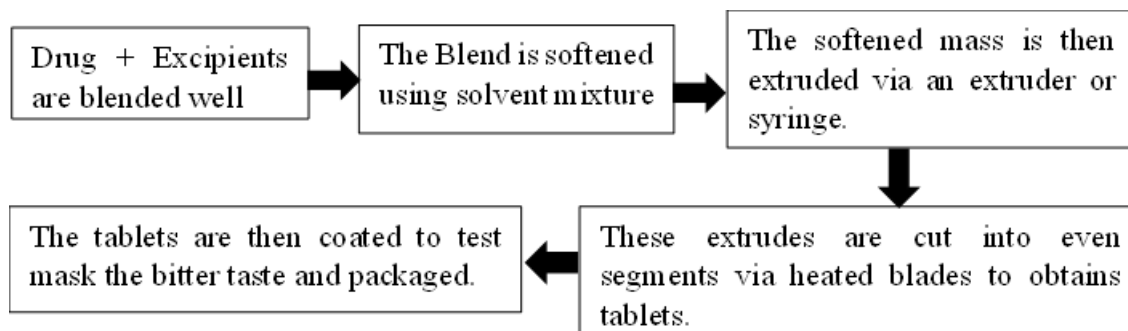 Drug + Excipients
are blended well
The Blend is softened
using solvent mixture
The softened mass is then
extruded via an extruder or
syringe.
These extrudes are cut into even
segments via heated blades to obtains
tablets.
The tablets are then coated to test
mask the bitter taste and packaged.